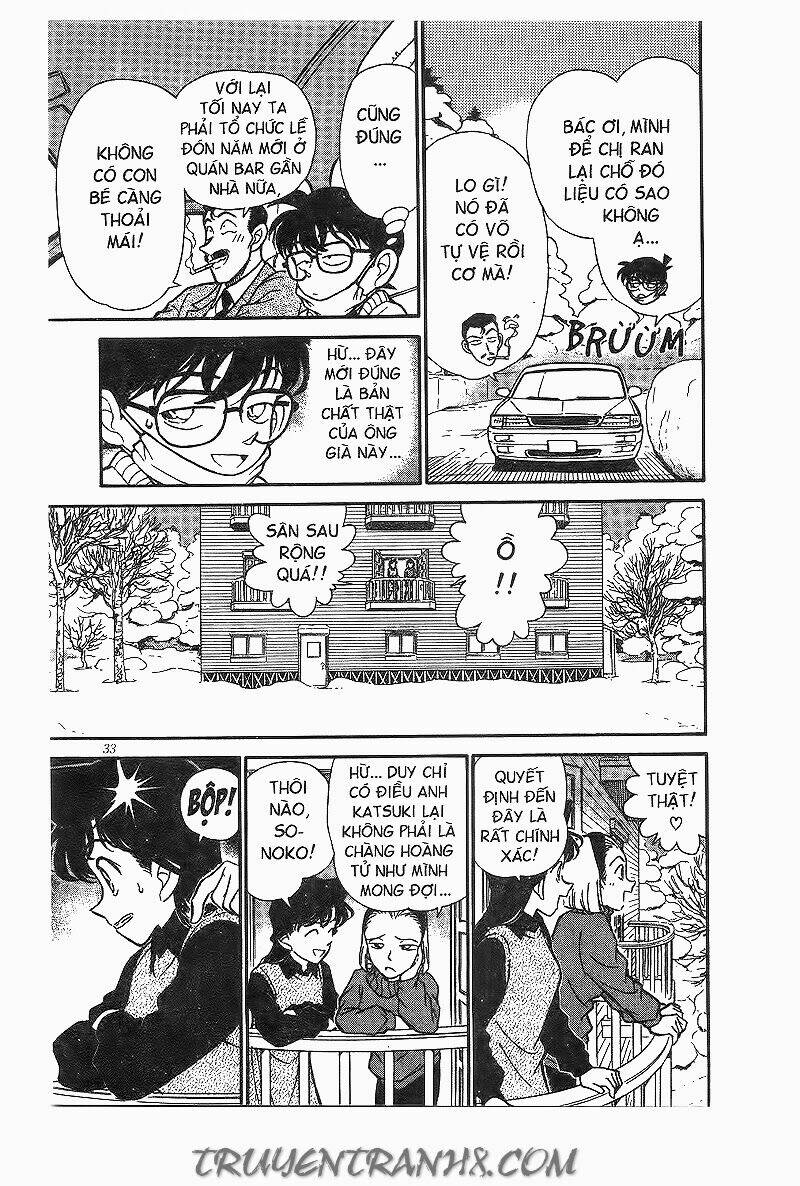 BÁC ƠI, MÌNH
ĐỂ CHỊ RAN
LẠI CHỖ ĐÓ
LIỆU CÓ SAO
KHÔNG
Ạ...
LO GÌ!
NÓ ĐÃ
CÓ VÕ
TỰ VỆ RỒI
CƠ MÀ!
BRỪỪM
CŨNG
ĐÚNG
...
VỚI LẠI
TỐI NAY TA
PHẢI TỔ CHỨC LỄ
ĐÓN NĂM MỚI Ở
QUÁN BAR GẦN
NHÀ NỮA,
KHÔNG
CÓ CON
BÉ CÀNG
THOẢI
MÁI!
HỪ... ĐÂY
MỚI ĐÚNG
LÀ BẢN
CHẤT THẬT
CỦA ÔNG
GIÀ NÀY...
Ồ
!!
SÂN SAU
RỘNG
QUÁ!!
33
TUYỆT
THẬT!
♡
QUYẾT
ĐỊNH ĐẾN
ĐÂY LÀ
RẤT CHÍNH
XÁC!
HỪ... DUY CHỈ
CÓ ĐIỀU ANH
KATSUKI LẠI
KHÔNG PHẢI LÀ
CHÀNG HOÀNG
TỬ NHƯ MÌNH
MONG ĐỢI...
THÔI
NÀO,
SO-
NOKO!
BỘP!
TRUYENTRANH8.COM